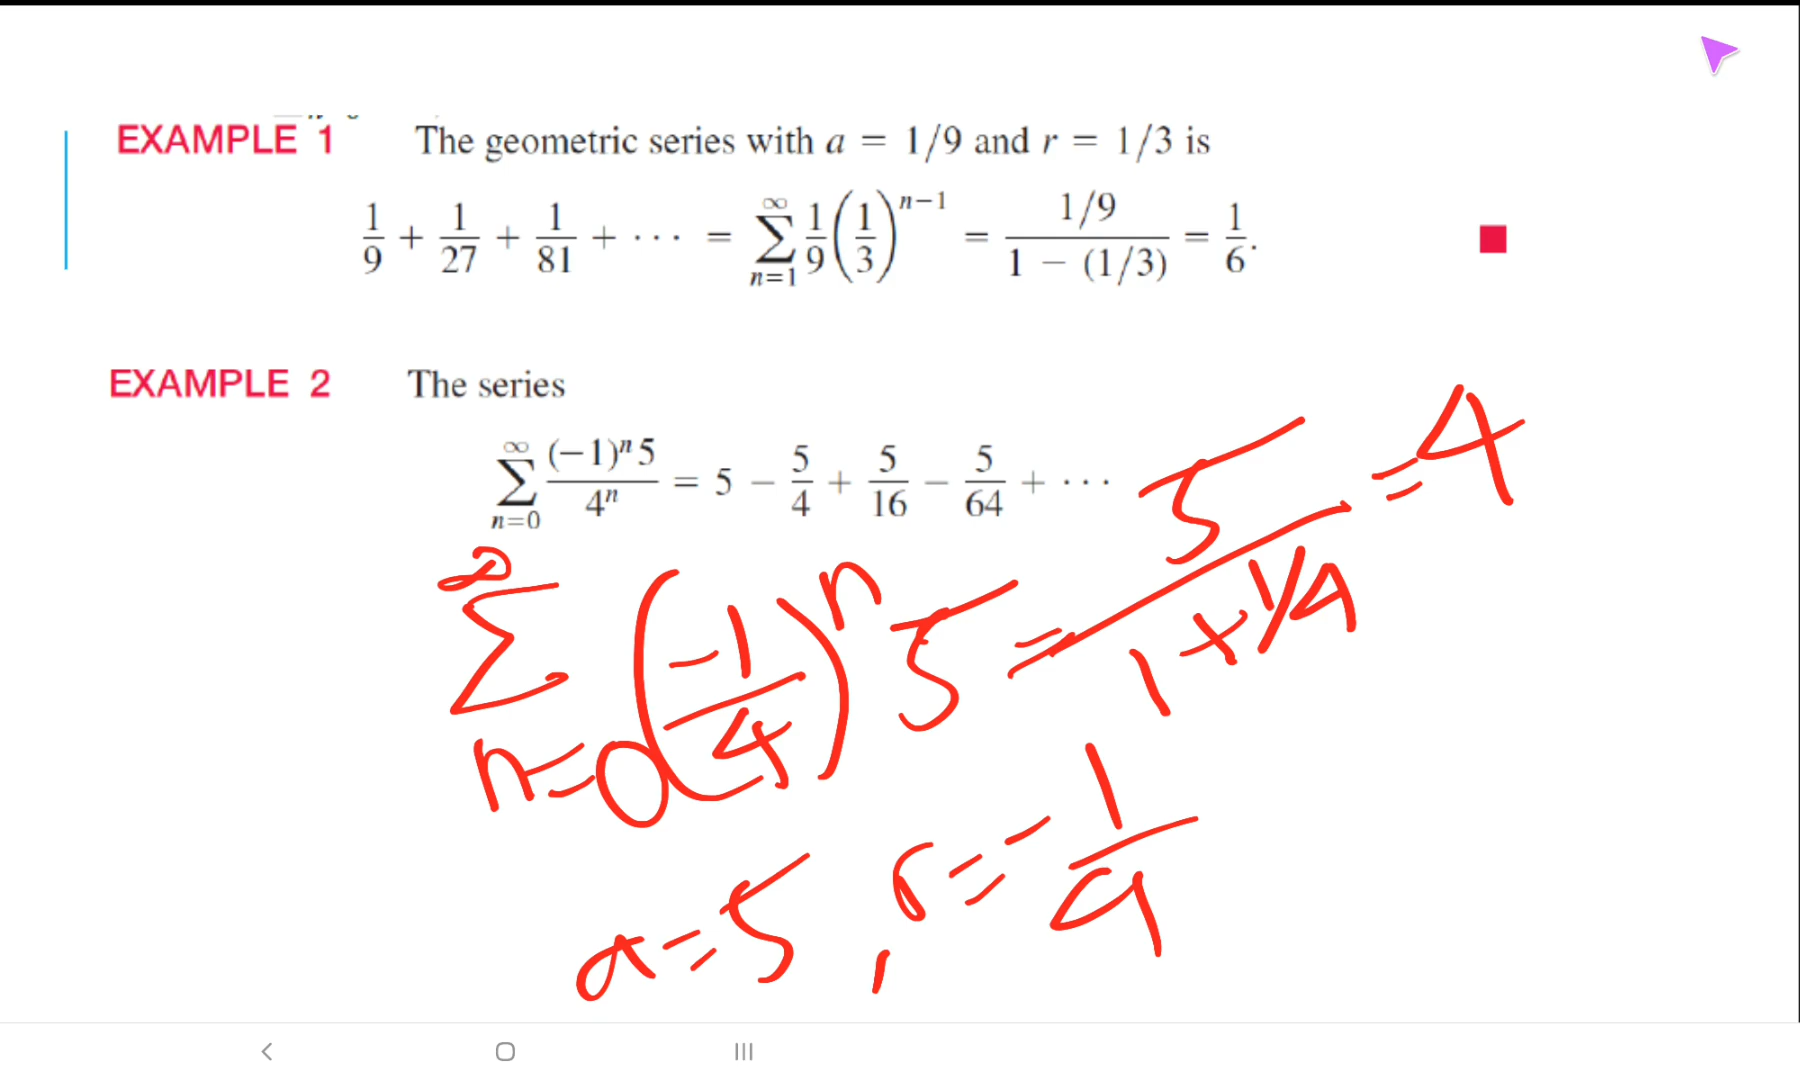 EXAMPLE 1 The geometric series with a = 1/9 and r = 1/3 is
1/9 + 1/27 + 1/81 + ··· = ∑_{n=1}^{∞} 1/9 (1/3)^{n−1} = (1/9)/(1 − (1/3)) = 1/6.
EXAMPLE 2 The series
∑_{n=0}^{∞} (−1)^n 5/4^n = 5 − 5/4 + 5/16 − 5/64 + ···
∑_{n=0}^{∞} (−1/4)^n 5 = 5/(1 + 1/4) = 4
a = 5, r = −1/4